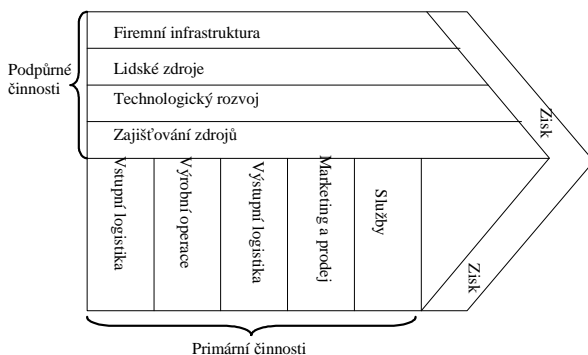 Firemní infrastruktura
Lidské zdroje
Technologický rozvoj
Zajišťování zdrojů
Podpůrné
činnosti
Vstupní logistika
Výrobní operace
Výstupní logistika
Marketing a prodej
Služby
Zisk
Zisk
Primární činnosti